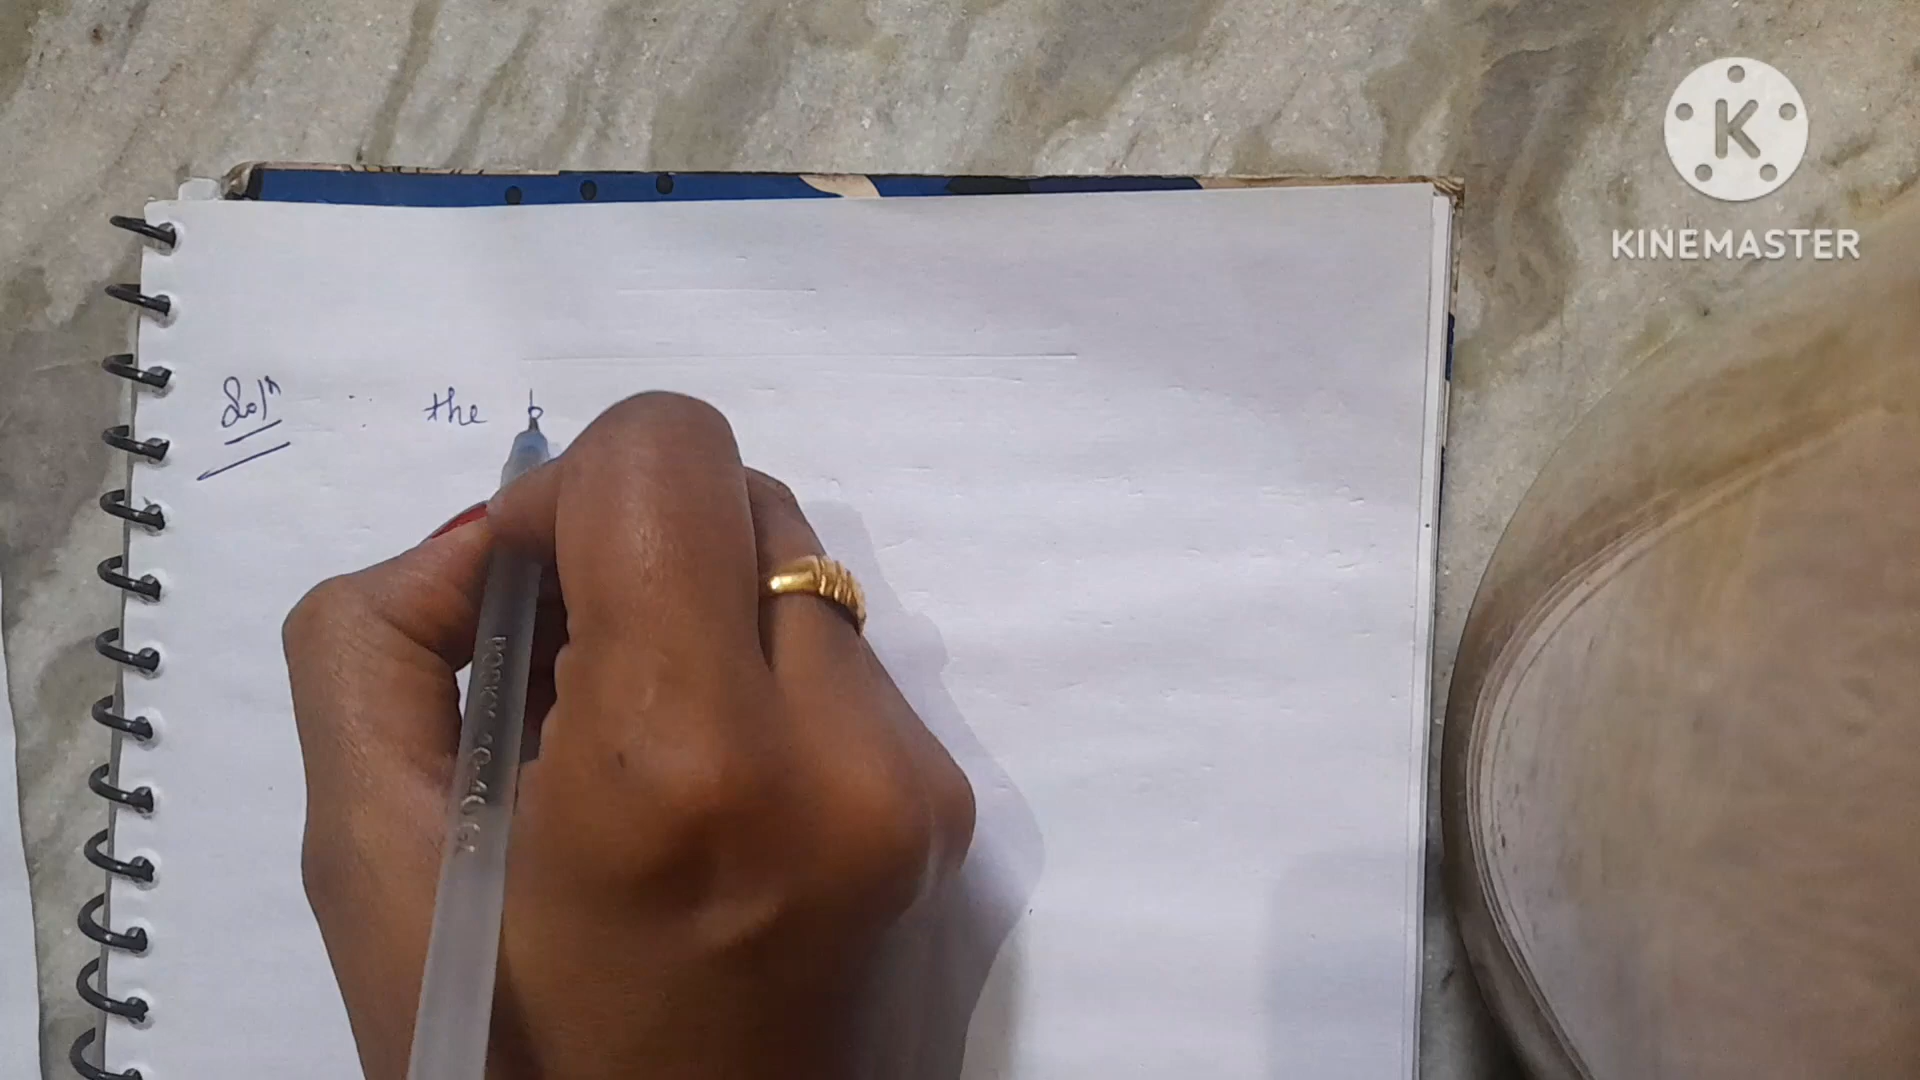 K
KINEMASTER
Solⁿ : the p